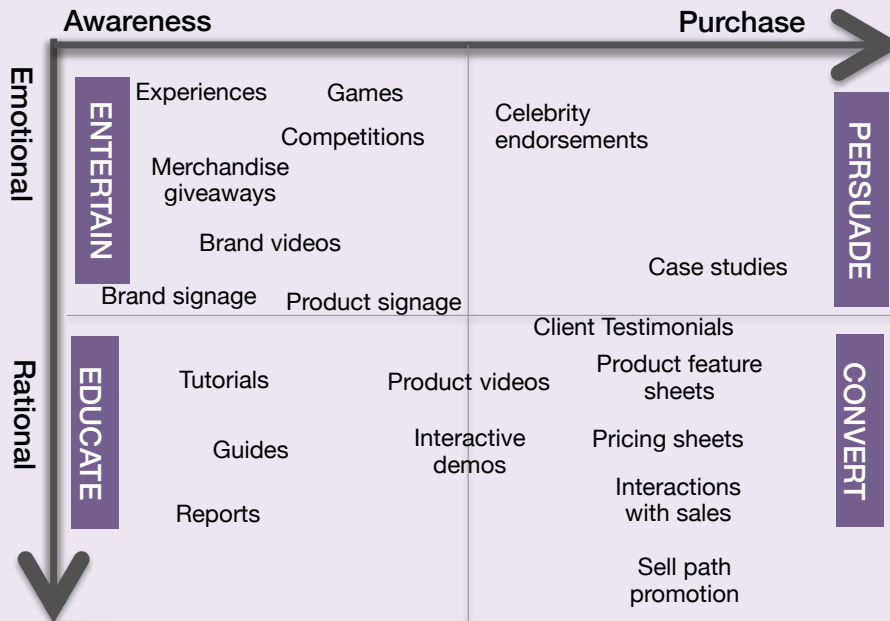 Awareness
Purchase
Emotional
Rational
ENTERTAIN
Experiences
Games
Competitions
Merchandise
giveaways
Brand videos
Brand signage
Product signage
PERSUADE
Celebrity
endorsements
Case studies
EDUCATE
Tutorials
Product videos
Guides
Interactive
demos
Reports
CONVERT
Client Testimonials
Product feature
sheets
Pricing sheets
Interactions
with sales
Sell path
promotion